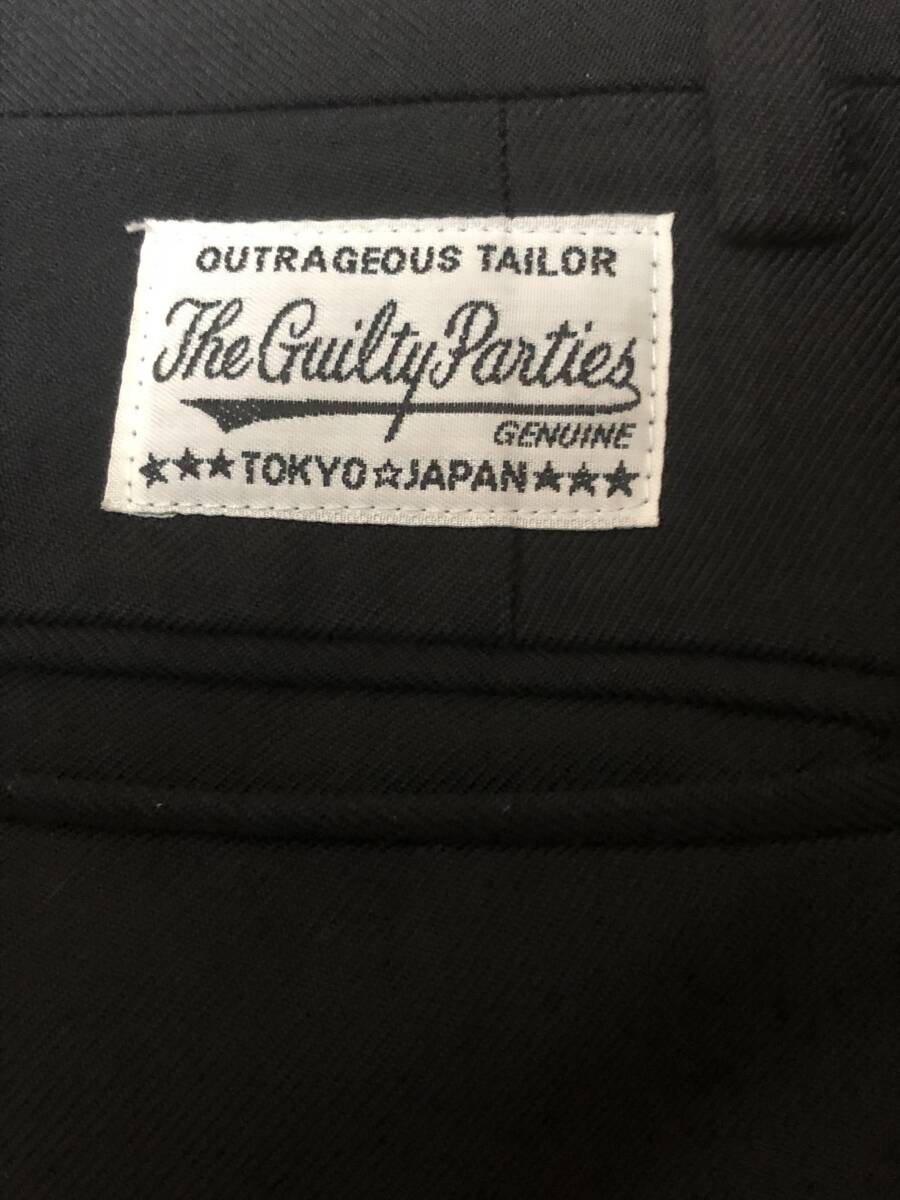 OUTRAGEOUS TAILOR
The Guilty Parties
GENUINE
★★★TOKYO☆JAPAN★★★